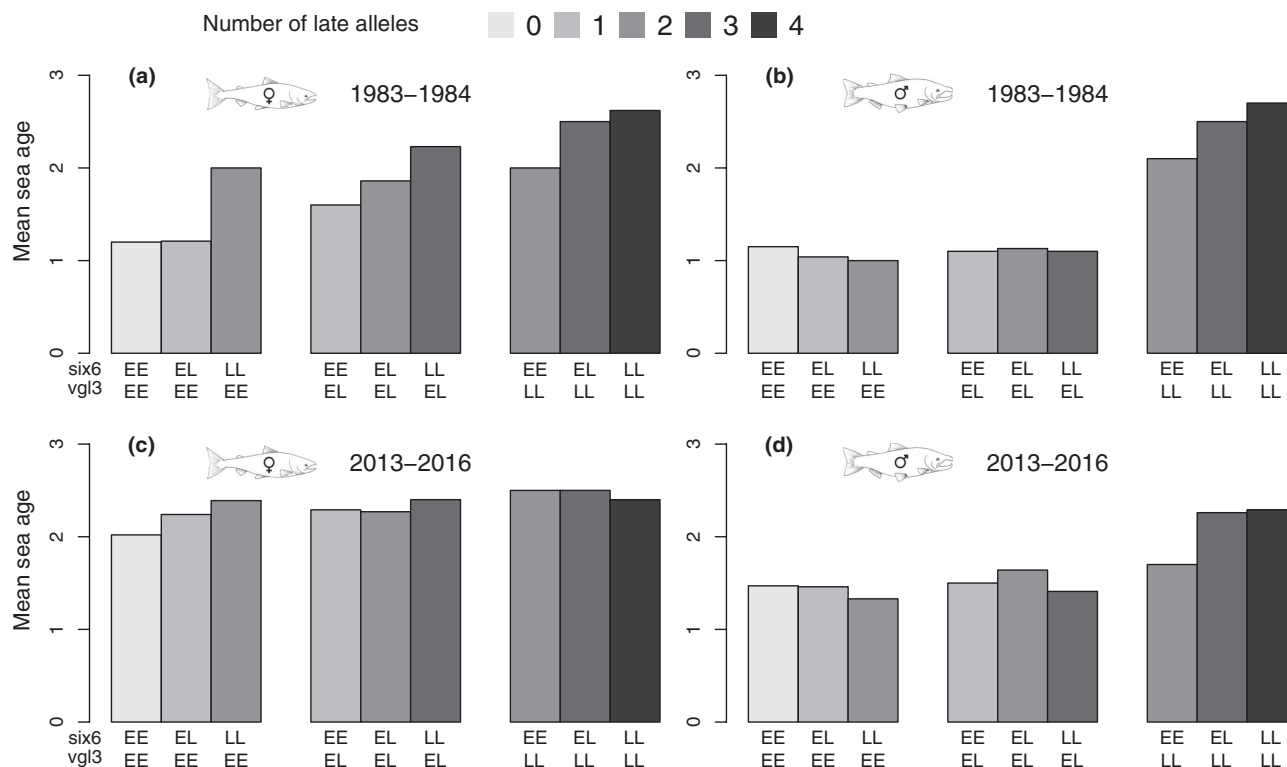 Number of late alleles 0 1 2 3 4
(a) ♀ 1983–1984
Mean sea age
3
2
1
0
six6 EE EL LL EE EL LL EE EL LL
vgl3 EE EE EE EL EL EL LL LL LL
(b) ♂ 1983–1984
3
2
1
0
EE EL LL EE EL LL EE EL LL
EE EE EE EL EL EL LL LL LL
(c) ♀ 2013–2016
Mean sea age
3
2
1
0
six6 EE EL LL EE EL LL EE EL LL
vgl3 EE EE EE EL EL EL LL LL LL
(d) ♂ 2013–2016
3
2
1
0
EE EL LL EE EL LL EE EL LL
EE EE EE EL EL EL LL LL LL